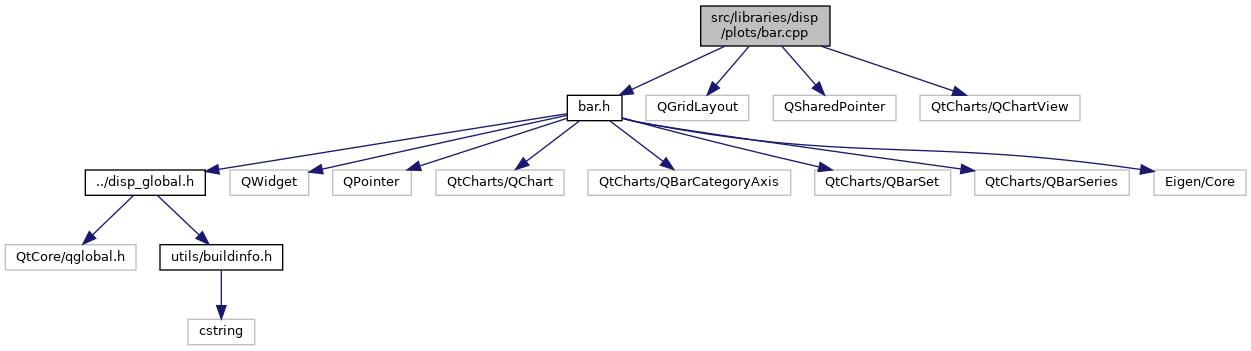 src/libraries/disp
/plots/bar.cpp
bar.h
QGridLayout
QSharedPointer
QtCharts/QChartView
../disp_global.h
QWidget
QPointer
QtCharts/QChart
QtCharts/QBarCategoryAxis
QtCharts/QBarSet
QtCharts/QBarSeries
Eigen/Core
QtCore/qglobal.h
utils/buildinfo.h
cstring